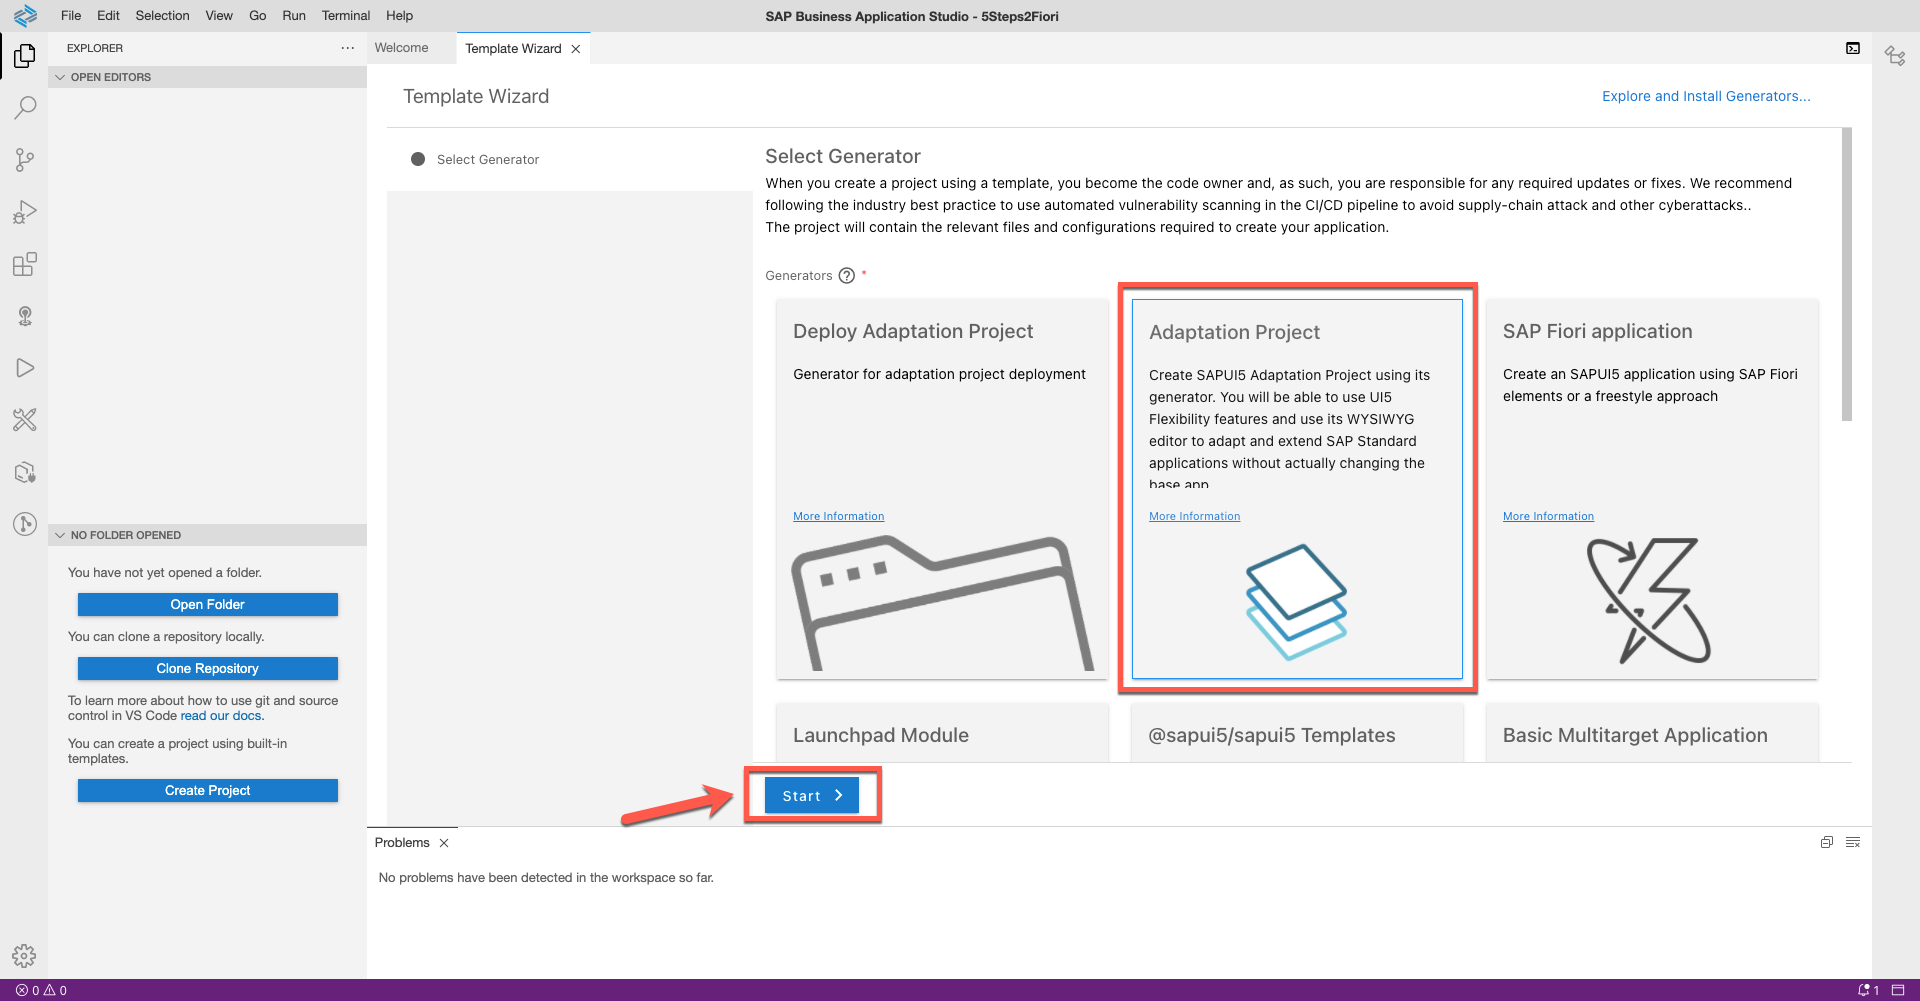 File Edit Selection View Go Run Terminal Help
SAP Business Application Studio - 5Steps2Fiori
EXPLORER
Welcome
Template Wizard
OPEN EDITORS
Template Wizard
Explore and Install Generators...
Select Generator
Select Generator
When you create a project using a template, you become the code owner and, as such, you are responsible for any required updates or fixes. We recommend
following the industry best practice to use automated vulnerability scanning in the CI/CD pipeline to avoid supply-chain attack and other cyberattacks..
The project will contain the relevant files and configurations required to create your application.
Generators ? *
Deploy Adaptation Project
Generator for adaptation project deployment
More Information
Adaptation Project
Create SAPUI5 Adaptation Project using its
generator. You will be able to use UI5
Flexibility features and use its WYSIWYG
editor to adapt and extend SAP Standard
applications without actually changing the
base app
More Information
SAP Fiori application
Create an SAPUI5 application using SAP Fiori
elements or a freestyle approach
More Information
Launchpad Module
@sapui5/sapui5 Templates
Basic Multitarget Application
Start
NO FOLDER OPENED
You have not yet opened a folder.
Open Folder
You can clone a repository locally.
Clone Repository
To learn more about how to use git and source
control in VS Code read our docs.
You can create a project using built-in
templates.
Create Project
Problems
No problems have been detected in the workspace so far.
0 0
1